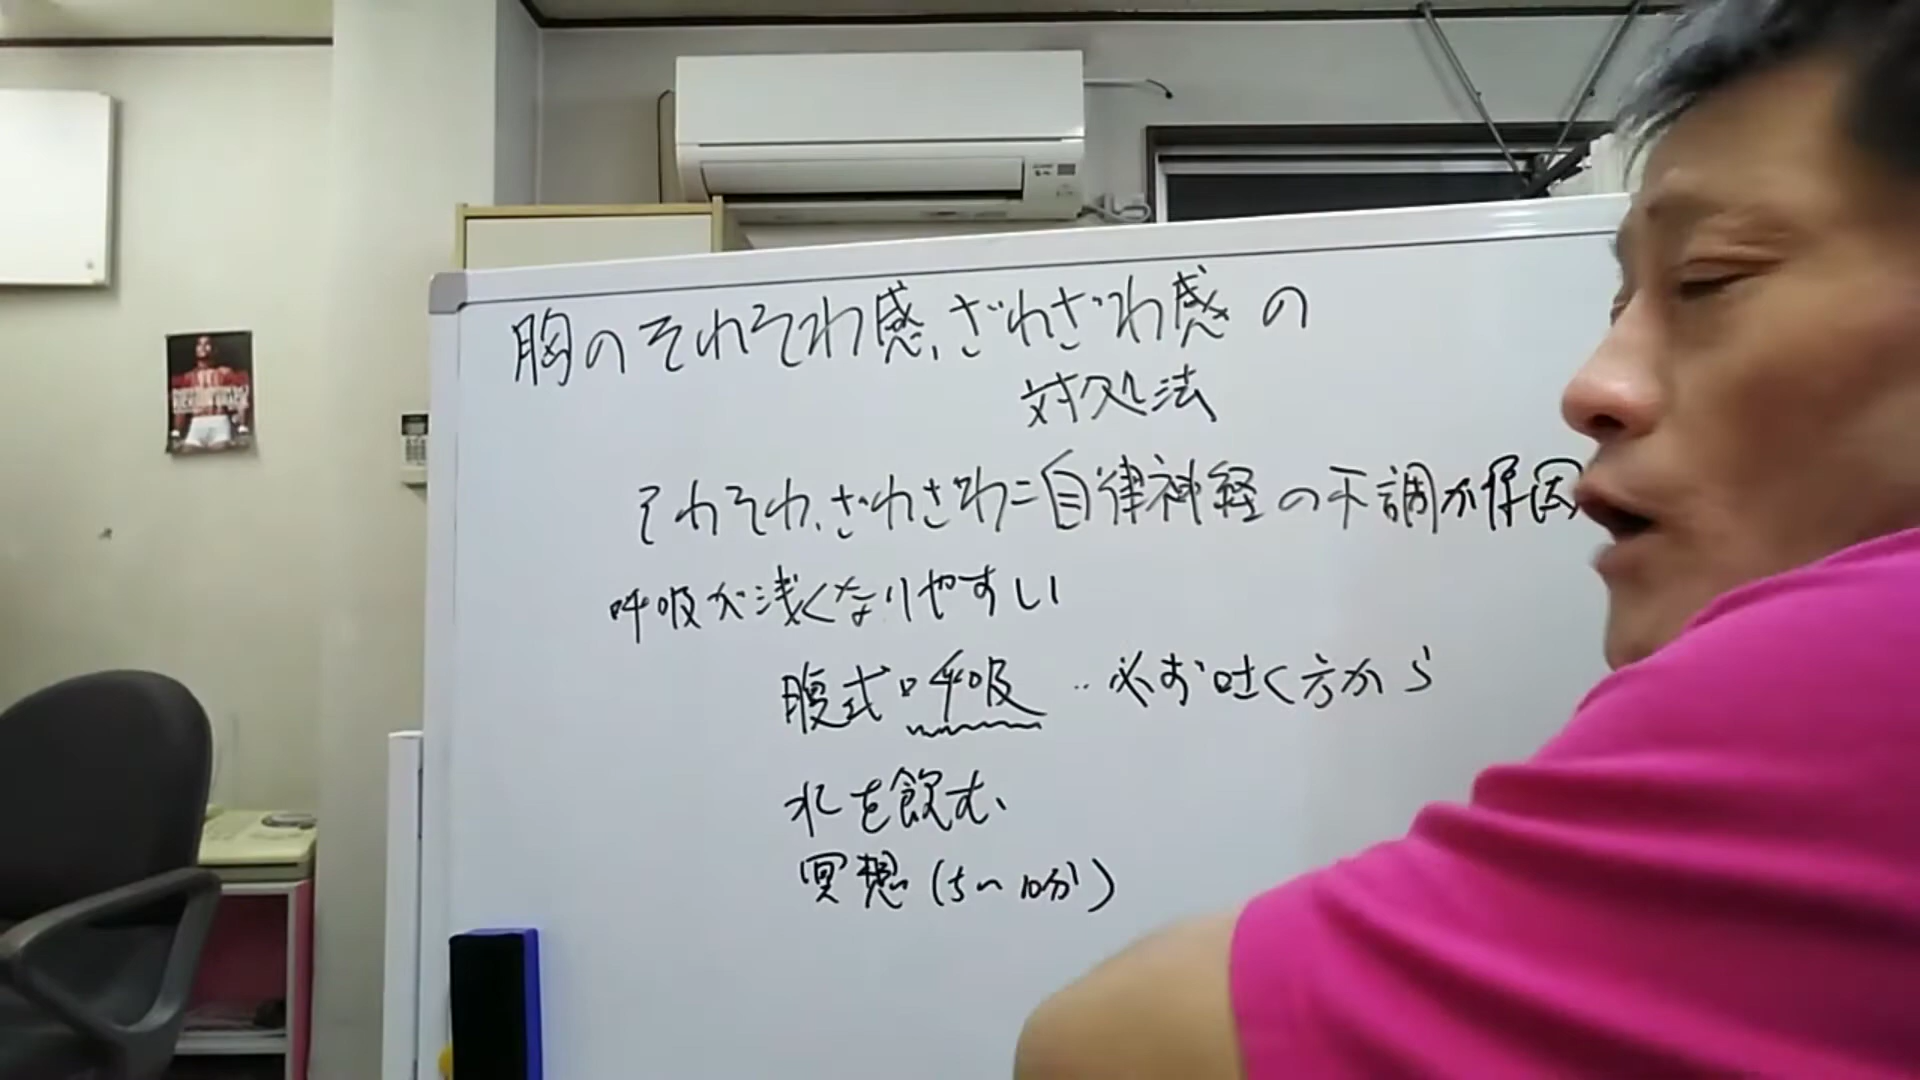 胸のそわそわ感、ざわざわ感の
対処法
そわそわ、ざわざわ=自律神経の不調が原因
呼吸が浅くなりやすい
腹式呼吸‥必ず吐く方から
水を飲む、
冥想(5~10分)